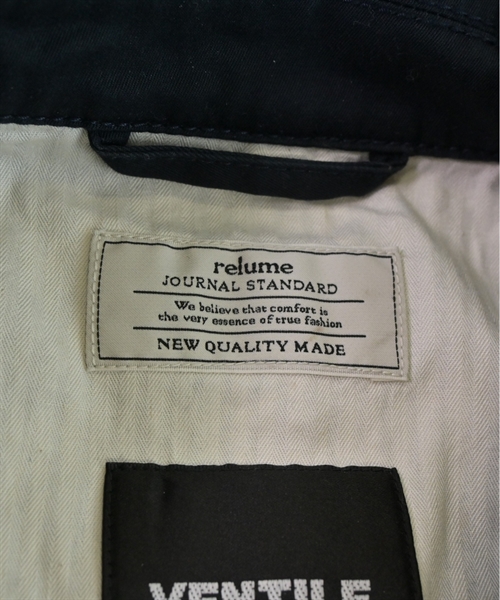 relume
JOURNAL STANDARD
We believe that comfort is
the very essence of true fashion
NEW QUALITY MADE
VENTILE